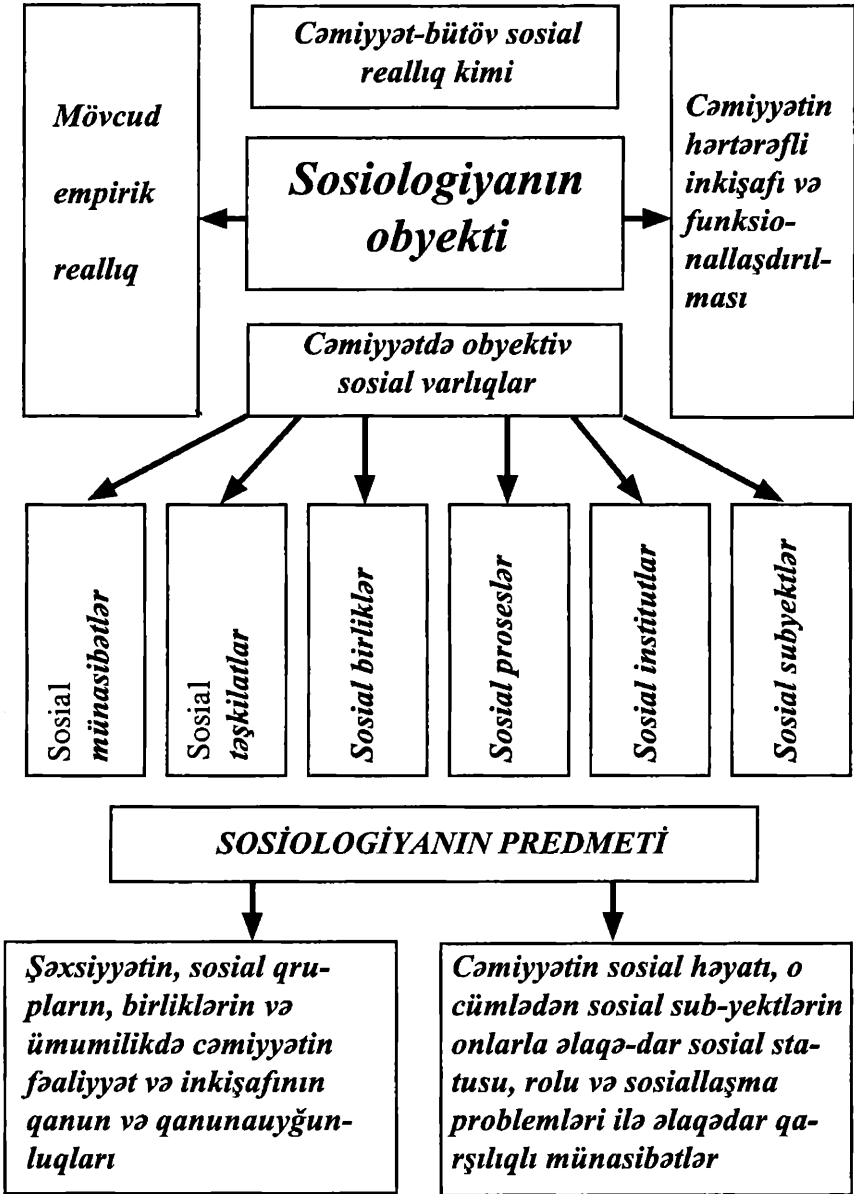 Cəmiyyət-bütöv sosial
reallıq kimi
Mövcud
empirik
reallıq
Sosiologiyanın
obyekti
Cəmiyyətin
hərtərəfli
inkişafı və
funksio-
nallaşdırıl-
ması
Cəmiyyətdə obyektiv
sosial varlıqlar
Sosial
münasibətlər
Sosial
təşkilatlar
Sosial birliklər
Sosial proseslər
Sosial institutlar
Sosial subyektlər
SOSİOLOGİYANIN PREDMETİ
Şəxsiyyətin, sosial qru-
pların, birliklərin və
ümumilikdə cəmiyyətin
fəaliyyət və inkişafının
qanun və qanunauyğun-
luqları
Cəmiyyətin sosial həyatı, o
cümlədən sosial sub-yektlərin
onlarla əlaqə-dar sosial sta-
tusu, rolu və sosiallaşma
problemləri ilə əlaqədar qa-
rşılıqlı münasibətlər